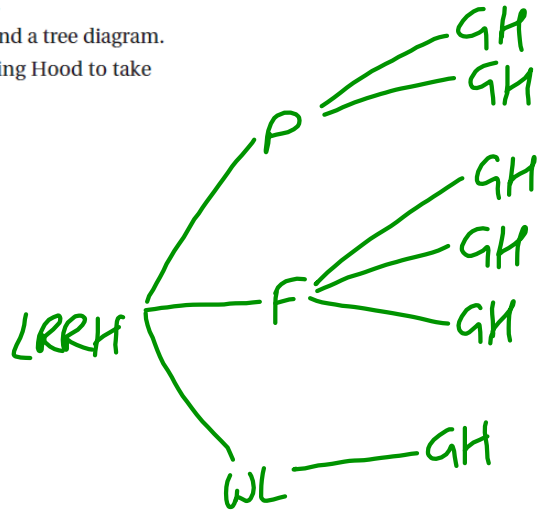 nd a tree diagram.
ing Hood to take
GH
GH
P
GH
GH
F
GH
LRRH
GH
WL